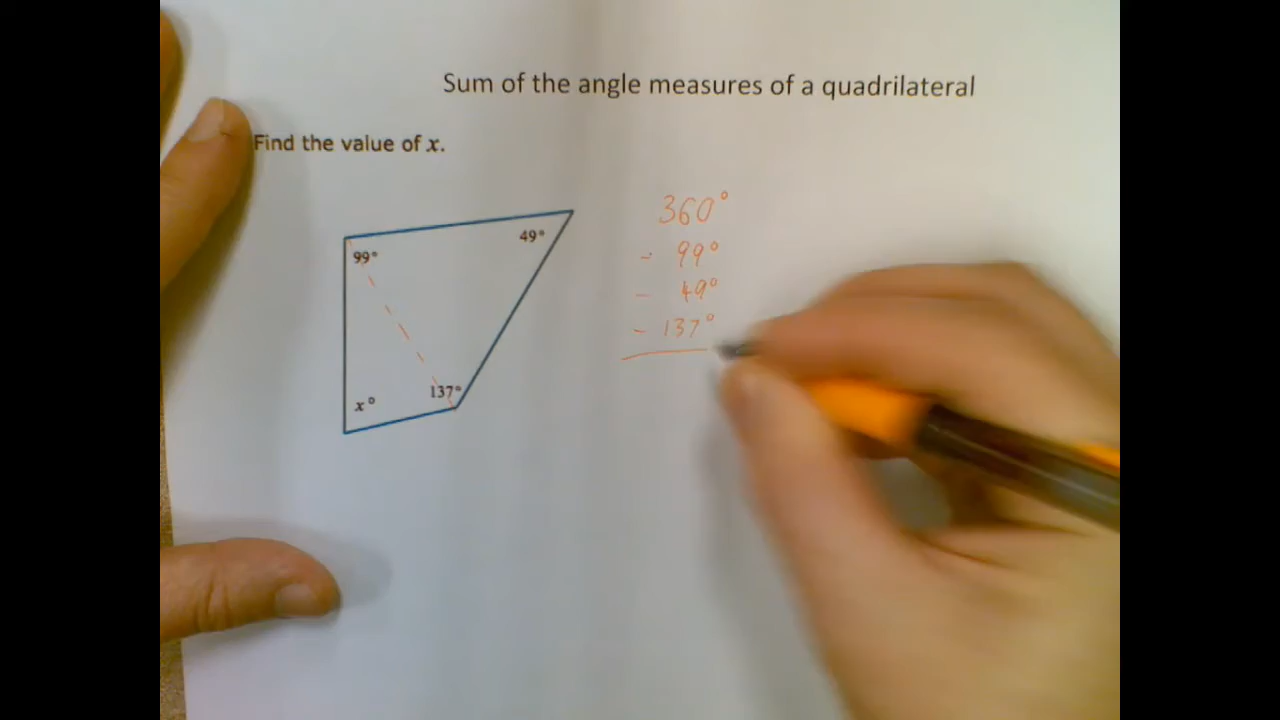 Sum of the angle measures of a quadrilateral
Find the value of x.
99°
49°
137°
x°
360°
- 99°
- 49°
- 137°